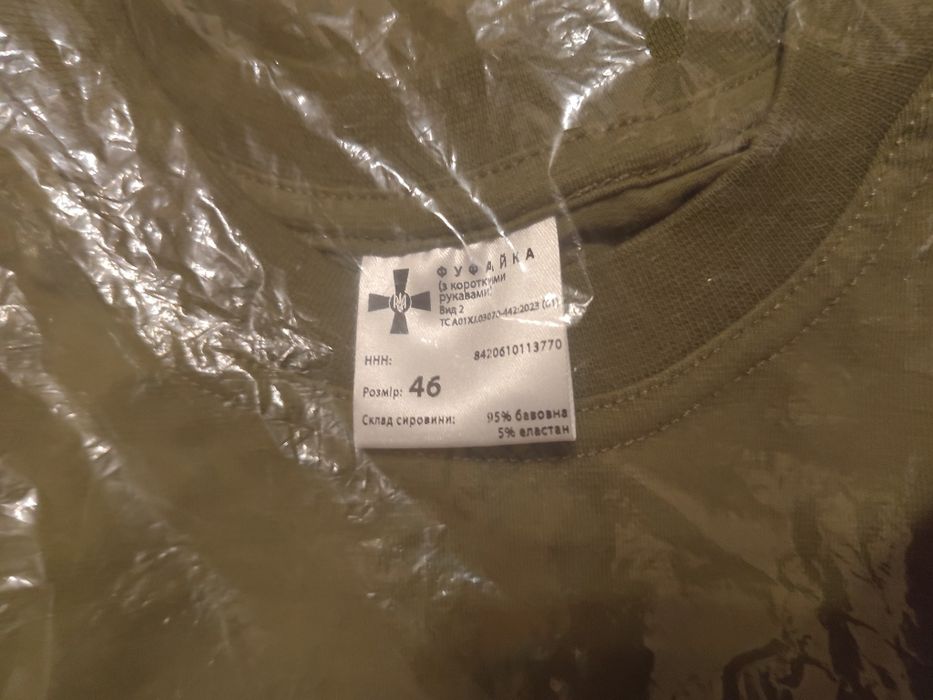 ФУФАЙКА
(з короткими
рукавами)
Вид 2
ТС А01XJ.03070-442:2023 (01)
ННН: 8420610113770
Розмір: 46
Склад сировини: 95% бавовна
5% еластан